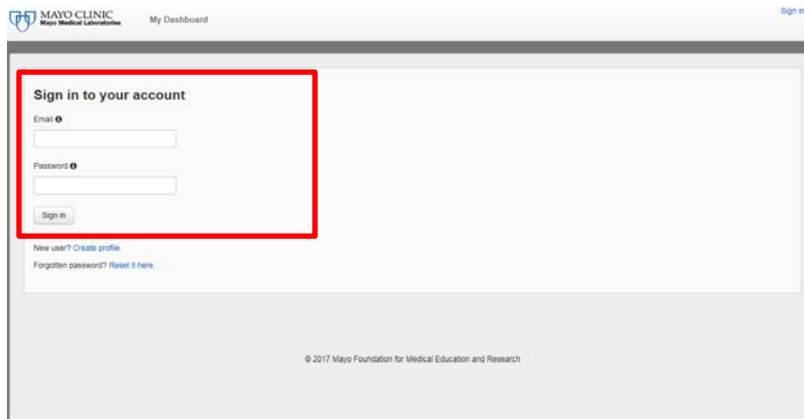 MAYO CLINIC
Mayo Medical Laboratories
My Dashboard
Sign in
Sign in to your account
Email
Password
Sign in
New user? Create profile.
Forgotten password? Reset it here.
© 2017 Mayo Foundation for Medical Education and Research